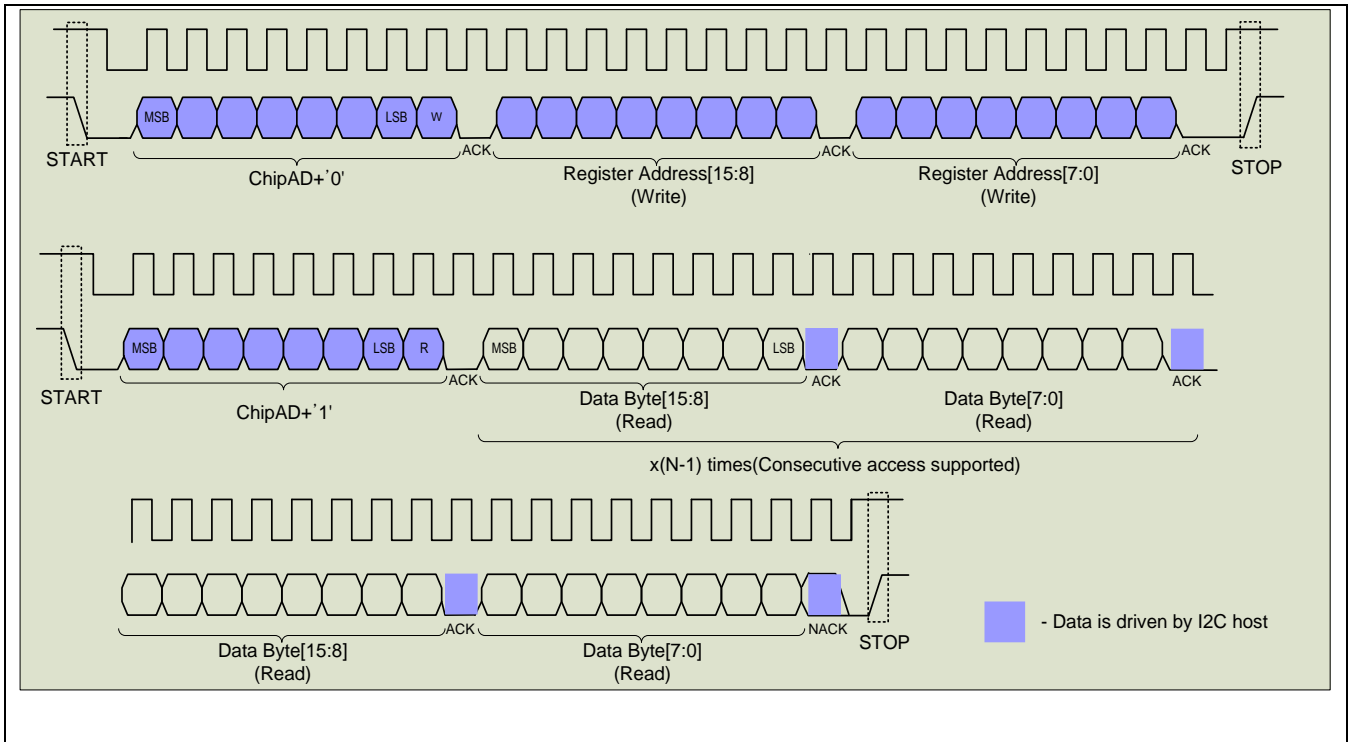 MSB LSB W
START ACK ACK ACK STOP
ChipAD+'0' Register Address[15:8] Register Address[7:0]
(Write) (Write)
MSB LSB R MSB LSB
START ACK ACK ACK
ChipAD+'1' Data Byte[15:8] Data Byte[7:0]
(Read) (Read)
x(N-1) times(Consecutive access supported)
ACK NACK STOP
Data Byte[15:8] Data Byte[7:0]
(Read) (Read)
- Data is driven by I2C host